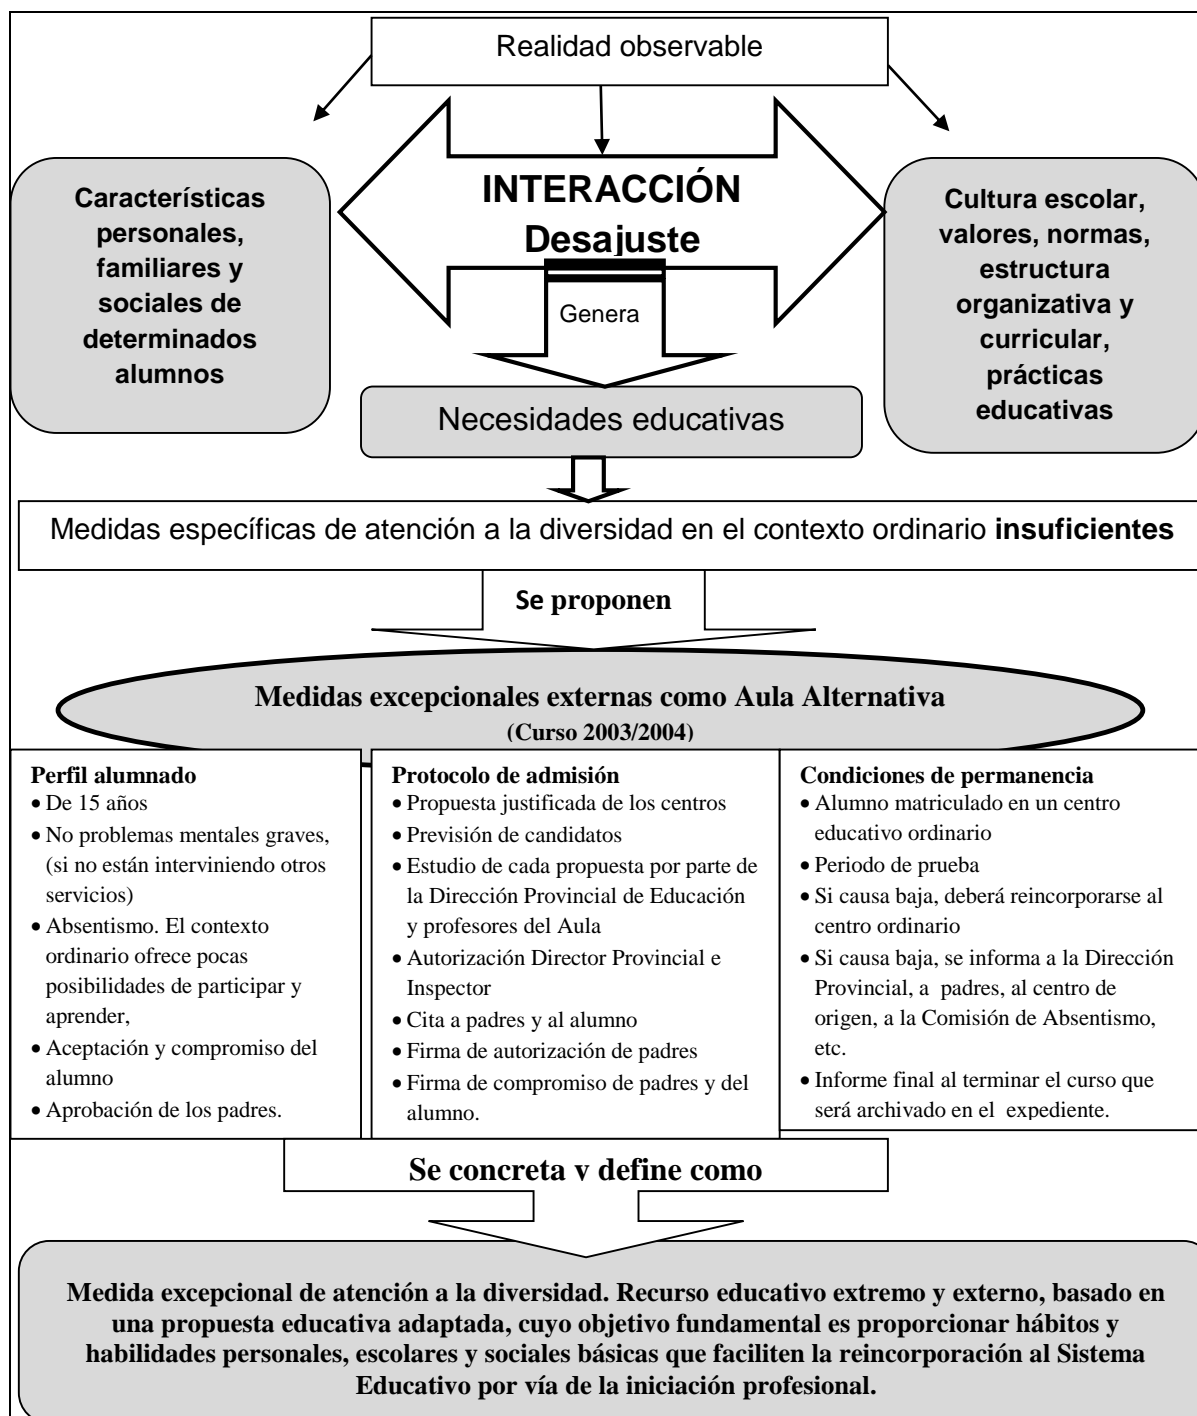 Realidad observable
Características
personales,
familiares y
sociales de
determinados
alumnos
INTERACCIÓN
Desajuste
Genera
Cultura escolar,
valores, normas,
estructura
organizativa y
curricular,
prácticas
educativas
Necesidades educativas
Medidas específicas de atención a la diversidad en el contexto ordinario insuficientes
Se proponen
Medidas excepcionales externas como Aula Alternativa
(Curso 2003/2004)
Perfil alumnado
• De 15 años
• No problemas mentales graves,
(si no están interviniendo otros
servicios)
• Absentismo. El contexto
ordinario ofrece pocas
posibilidades de participar y
aprender,
• Aceptación y compromiso del
alumno
• Aprobación de los padres.
Protocolo de admisión
• Propuesta justificada de los centros
• Previsión de candidatos
• Estudio de cada propuesta por parte de
la Dirección Provincial de Educación
y profesores del Aula
• Autorización Director Provincial e
Inspector
• Cita a padres y al alumno
• Firma de autorización de padres
• Firma de compromiso de padres y del
alumno.
Condiciones de permanencia
• Alumno matriculado en un centro
educativo ordinario
• Periodo de prueba
• Si causa baja, deberá reincorporarse al
centro ordinario
• Si causa baja, se informa a la Dirección
Provincial, a padres, al centro de
origen, a la Comisión de Absentismo,
etc.
• Informe final al terminar el curso que
será archivado en el expediente.
Se concreta y define como
Medida excepcional de atención a la diversidad. Recurso educativo extremo y externo, basado en
una propuesta educativa adaptada, cuyo objetivo fundamental es proporcionar hábitos y
habilidades personales, escolares y sociales básicas que faciliten la reincorporación al Sistema
Educativo por vía de la iniciación profesional.